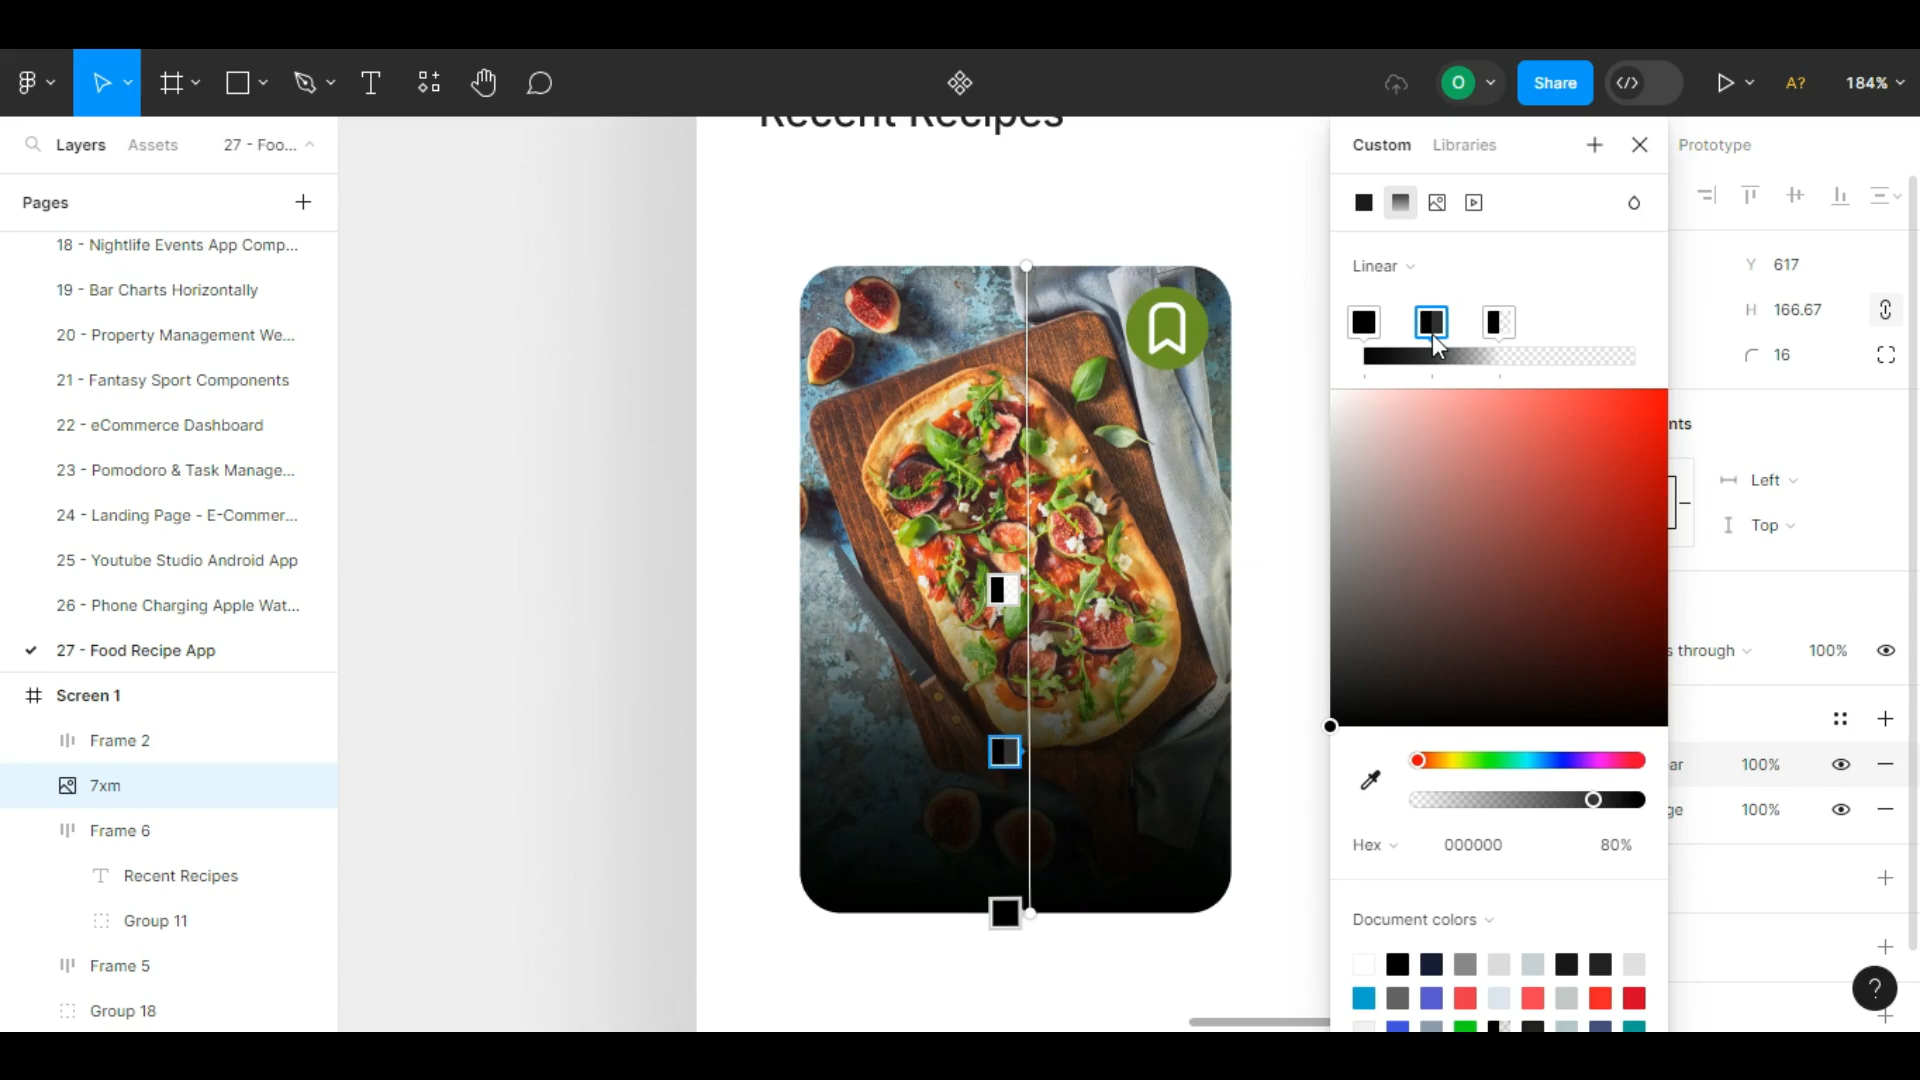 O
Share
A?
184%
Layers
Assets
27 - Foo...
Pages
18 - Nightlife Events App Comp...
19 - Bar Charts Horizontally
20 - Property Management We...
21 - Fantasy Sport Components
22 - eCommerce Dashboard
23 - Pomodoro & Task Manage...
24 - Landing Page - E-Commer...
25 - Youtube Studio Android App
26 - Phone Charging Apple Wat...
27 - Food Recipe App
Screen 1
Frame 2
7xm
Frame 6
Recent Recipes
Group 11
Frame 5
Group 18
Recent Recipes
Custom
Libraries
Linear
Hex
000000
80%
Document colors
Prototype
Y 617
H 166.67
16
nts
Left
Top
s through
100%
ar
100%
ge
100%
?